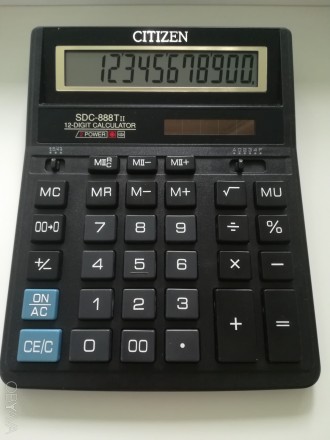 CITIZEN
12345678900.
SDC-888TII
12-DIGIT CALCULATOR
POWER
MII MII− MII+
MC MR M− M+ √ MU
00→0 7 8 9 ÷ %
+/− 4 5 6 × −
ON/AC 1 2 3 + =
CE/C 0 00 •